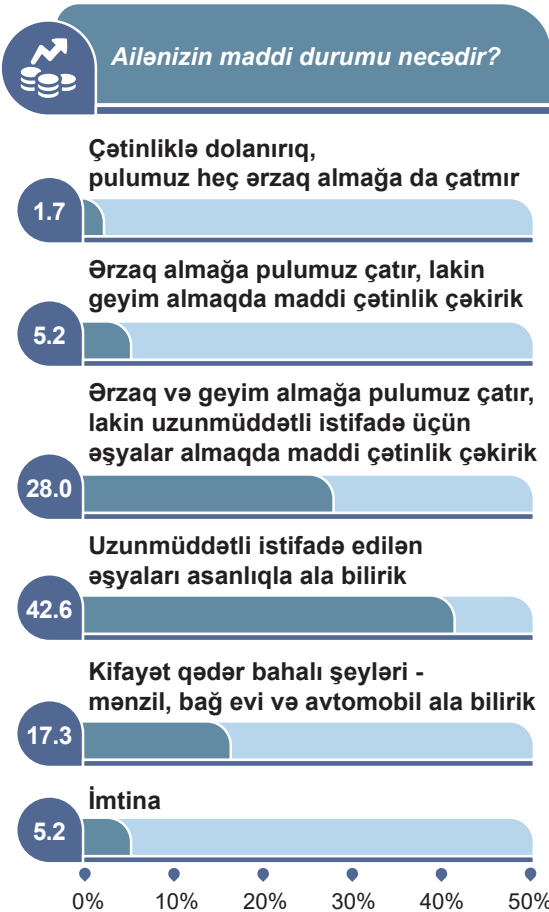 Ailənizin maddi durumu necədir?
Çətinliklə dolanırıq,
pulumuz heç ərzaq almağa da çatmır
1.7
Ərzaq almağa pulumuz çatır, lakin
geyim almaqda maddi çətinlik çəkirik
5.2
Ərzaq və geyim almağa pulumuz çatır,
lakin uzunmüddətli istifadə üçün
əşyalar almaqda maddi çətinlik çəkirik
28.0
Uzunmüddətli istifadə edilən
əşyaları asanlıqla ala bilirik
42.6
Kifayət qədər bahalı şeyləri -
mənzil, bağ evi və avtomobil ala bilirik
17.3
İmtina
5.2
0% 10% 20% 30% 40% 50%